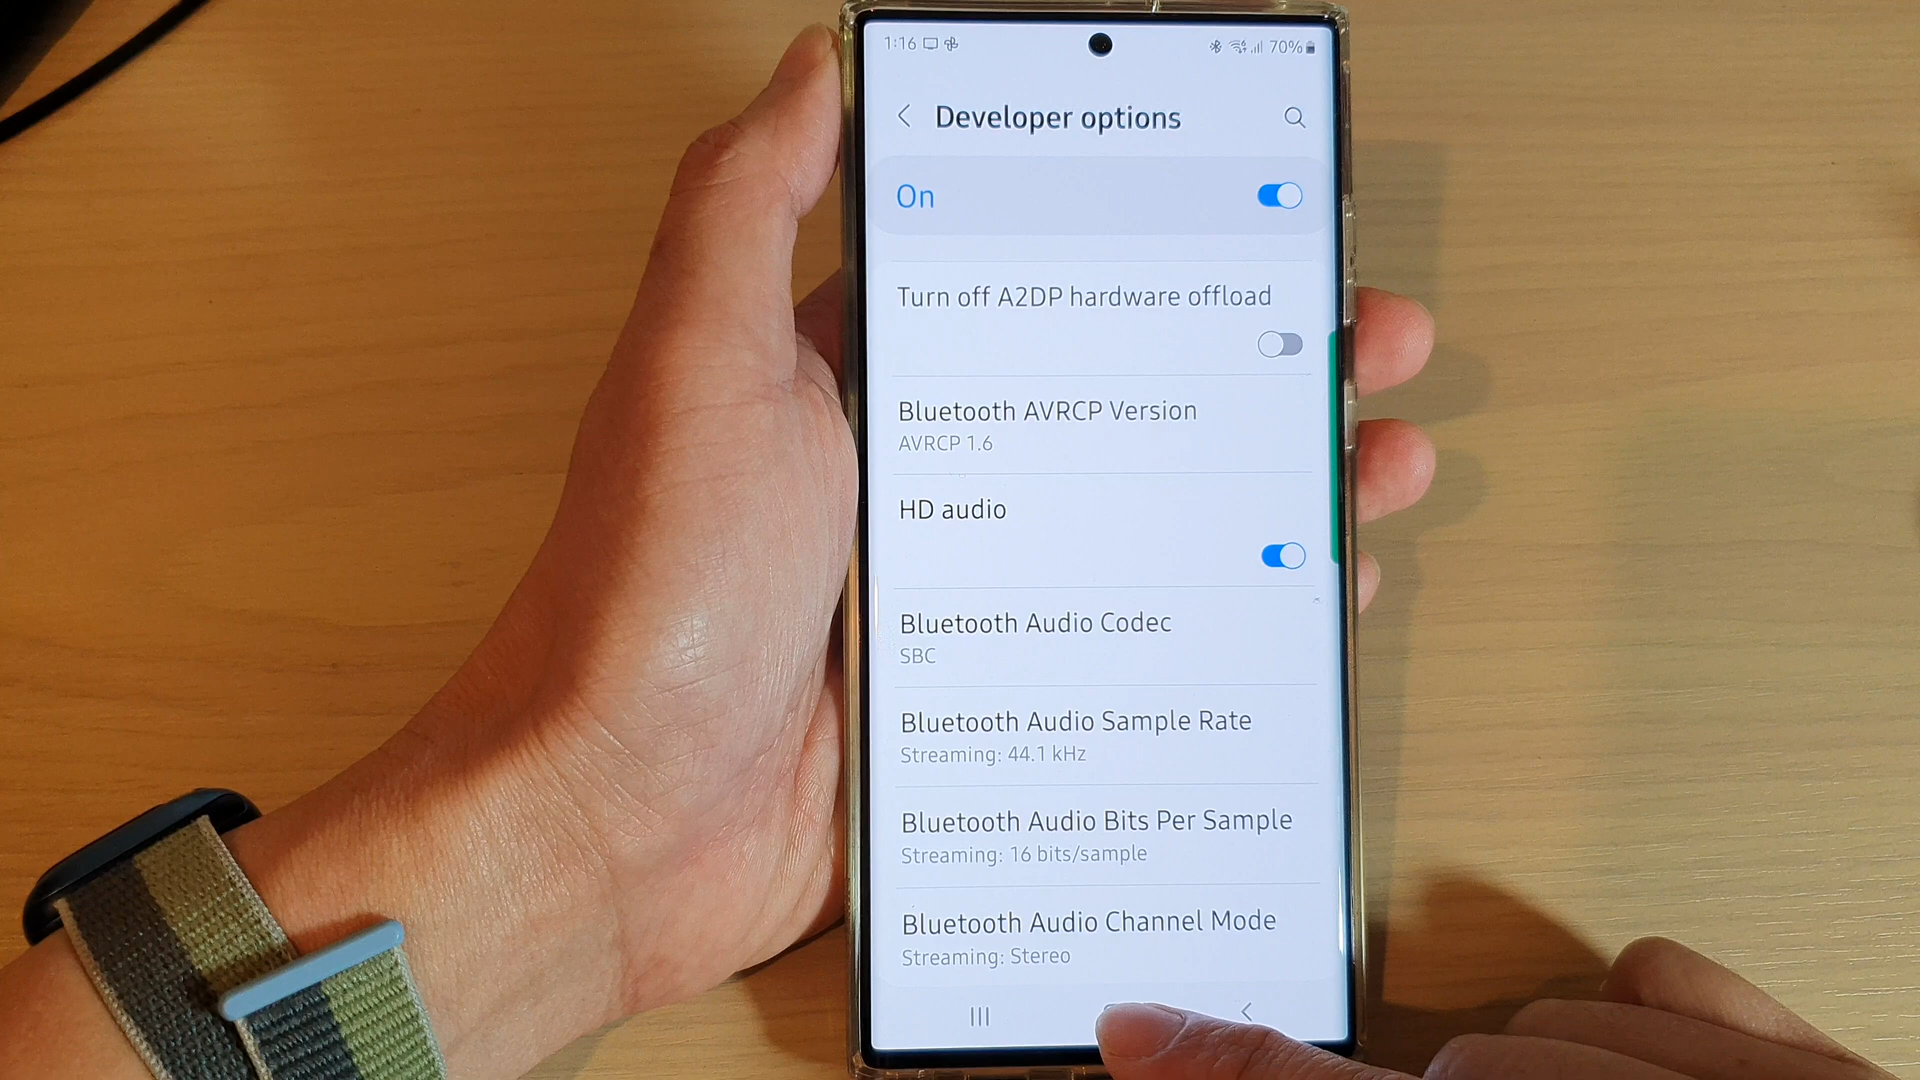 1:16
70%
Developer options
On
Turn off A2DP hardware offload
Bluetooth AVRCP Version
AVRCP 1.6
HD audio
Bluetooth Audio Codec
SBC
Bluetooth Audio Sample Rate
Streaming: 44.1 kHz
Bluetooth Audio Bits Per Sample
Streaming: 16 bits/sample
Bluetooth Audio Channel Mode
Streaming: Stereo